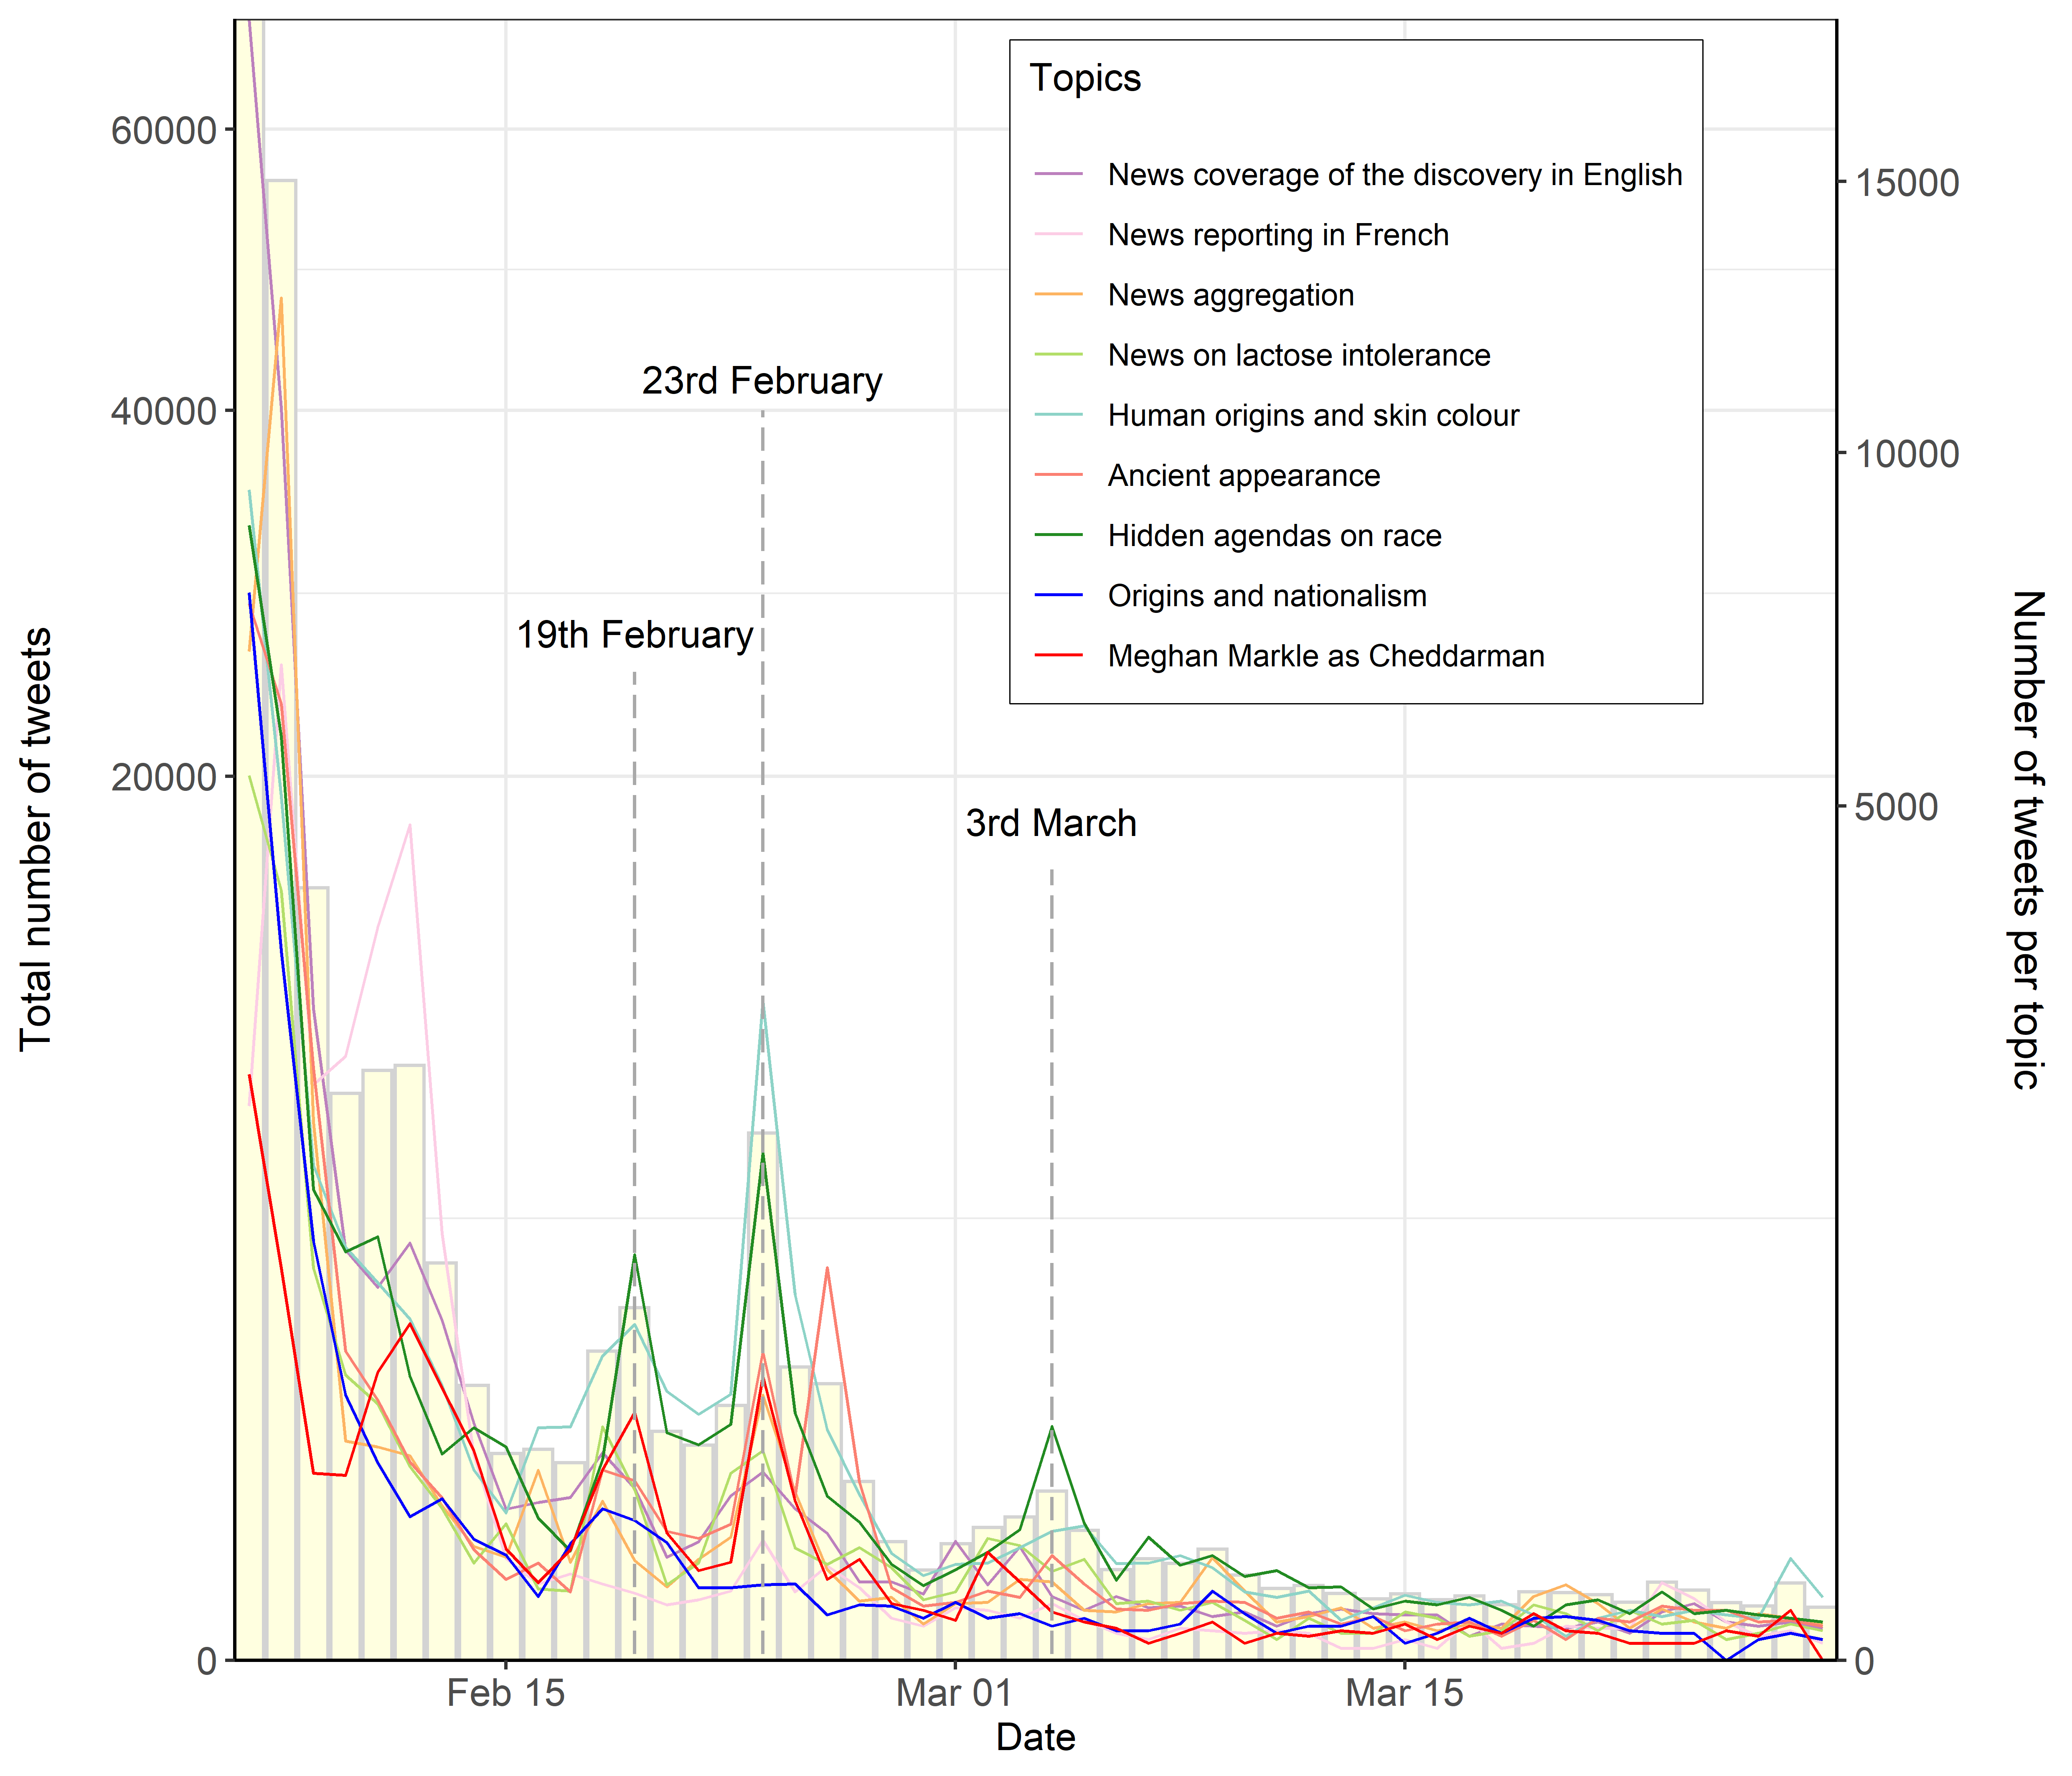 Topics
News coverage of the discovery in English
News reporting in French
News aggregation
News on lactose intolerance
Human origins and skin colour
Ancient appearance
Hidden agendas on race
Origins and nationalism
Meghan Markle as Cheddarman
23rd February
19th February
3rd March
Total number of tweets
60000
40000
20000
0
Number of tweets per topic
15000
10000
5000
0
Feb 15
Mar 01
Mar 15
Date